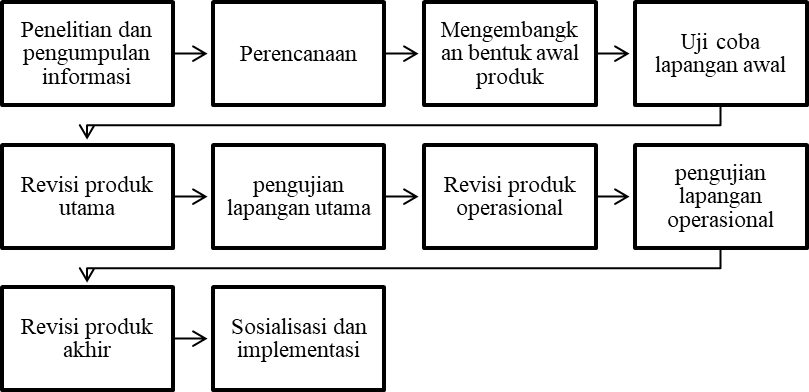 Penelitian dan
pengumpulan
informasi
Perencanaan
Mengembangk
an bentuk awal
produk
Uji coba
lapangan awal
Revisi produk
utama
pengujian
lapangan utama
Revisi produk
operasional
pengujian
lapangan
operasional
Revisi produk
akhir
Sosialisasi dan
implementasi